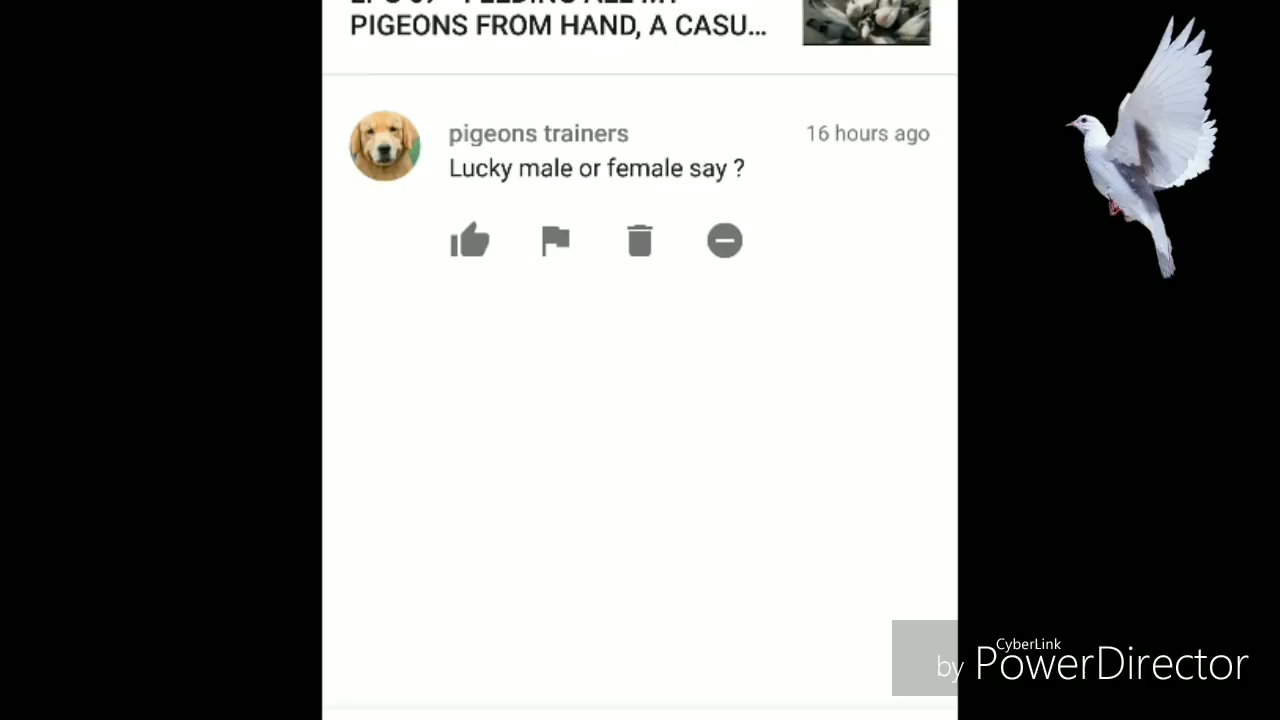 PIGEONS FROM HAND, A CASU...
pigeons trainers
16 hours ago
Lucky male or female say ?
CyberLink
by PowerDirector